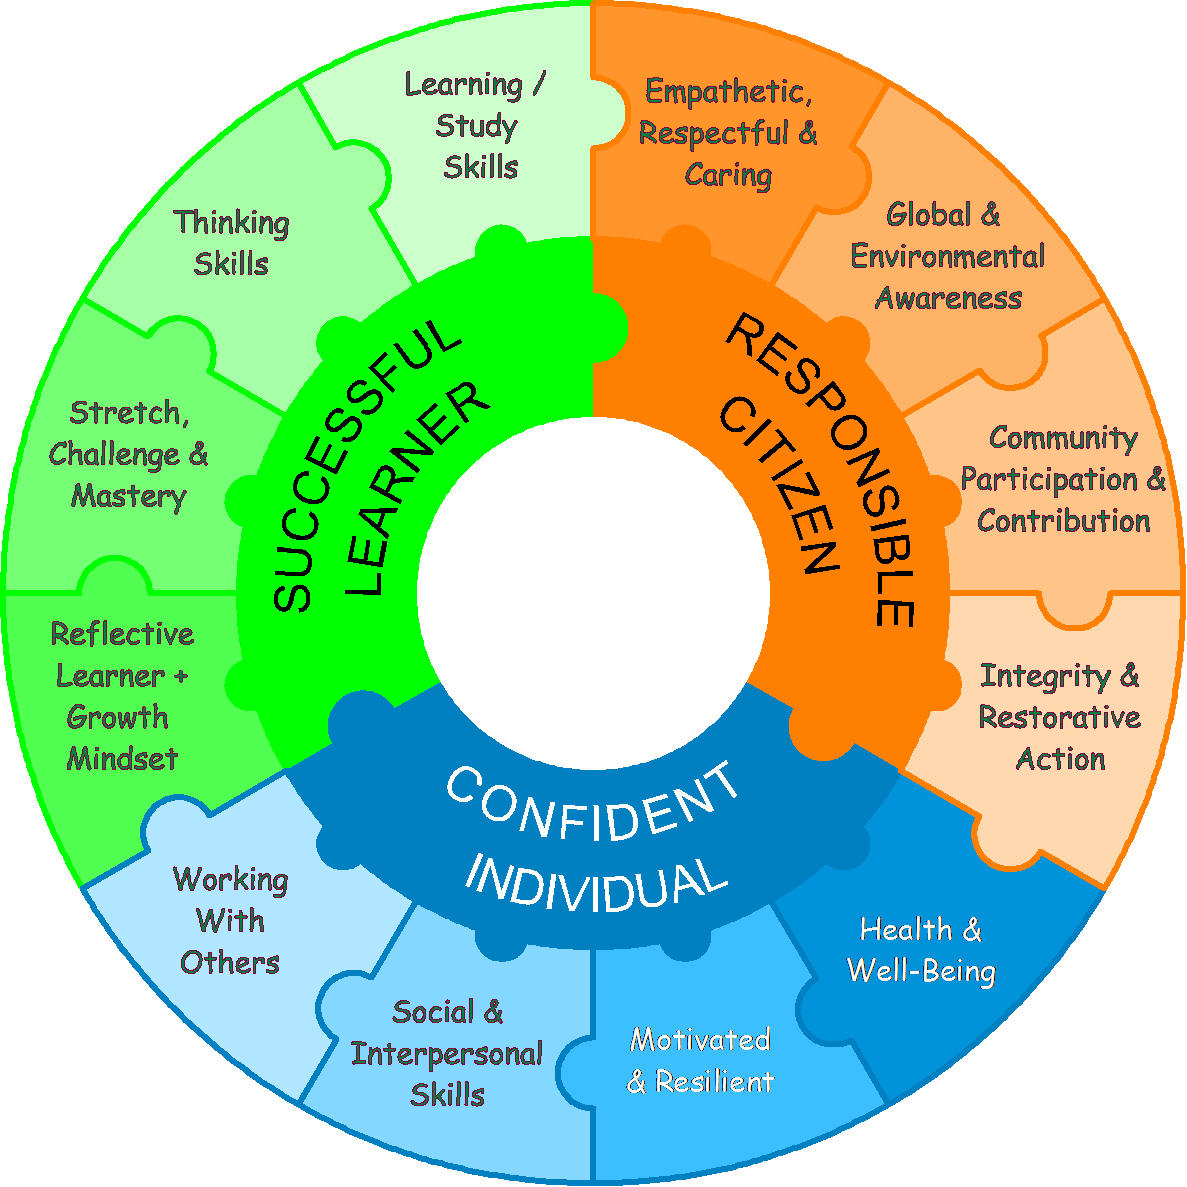 Learning /
Study
Skills
Empathetic,
Respectful &
Caring
Thinking
Skills
Global &
Environmental
Awareness
Stretch,
Challenge &
Mastery
Community
Participation &
Contribution
SUCCESSFUL
LEARNER
RESPONSIBLE
CITIZEN
Reflective
Learner +
Growth
Mindset
Integrity &
Restorative
Action
CONFIDENT
INDIVIDUAL
Working
With
Others
Health &
Well-Being
Social &
Interpersonal
Skills
Motivated
& Resilient